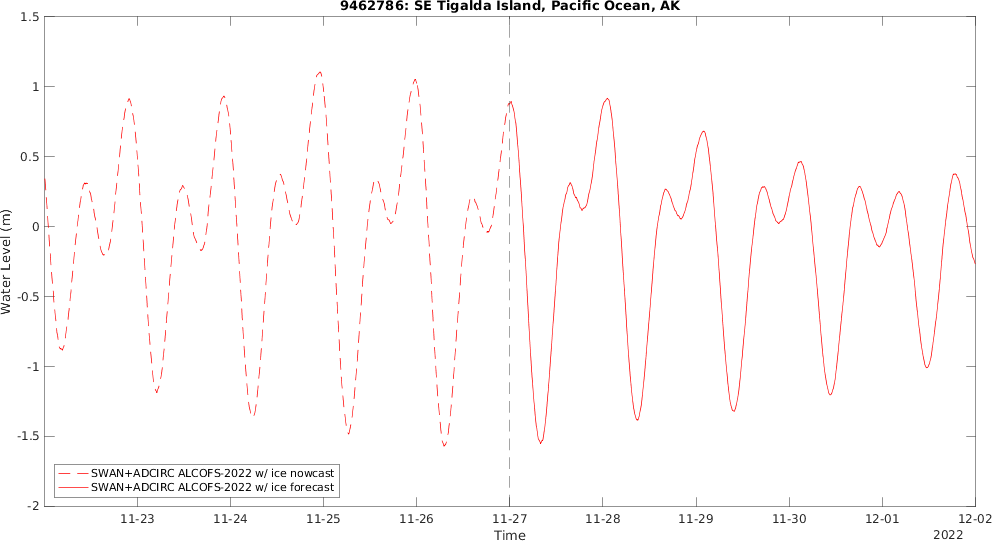 9462786: SE Tigalda Island, Pacific Ocean, AK
1.5
1
0.5
0
-0.5
-1
-1.5
-2
Water Level (m)
SWAN+ADCIRC ALCOFS-2022 w/ ice nowcast
SWAN+ADCIRC ALCOFS-2022 w/ ice forecast
11-23 11-24 11-25 11-26 11-27 11-28 11-29 11-30 12-01 12-02
Time
2022